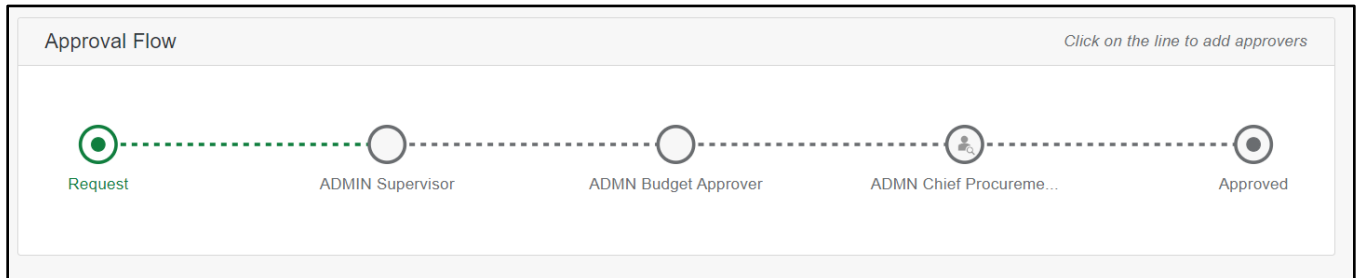 Approval Flow
Click on the line to add approvers
Request
ADMIN Supervisor
ADMN Budget Approver
ADMN Chief Procureme...
Approved